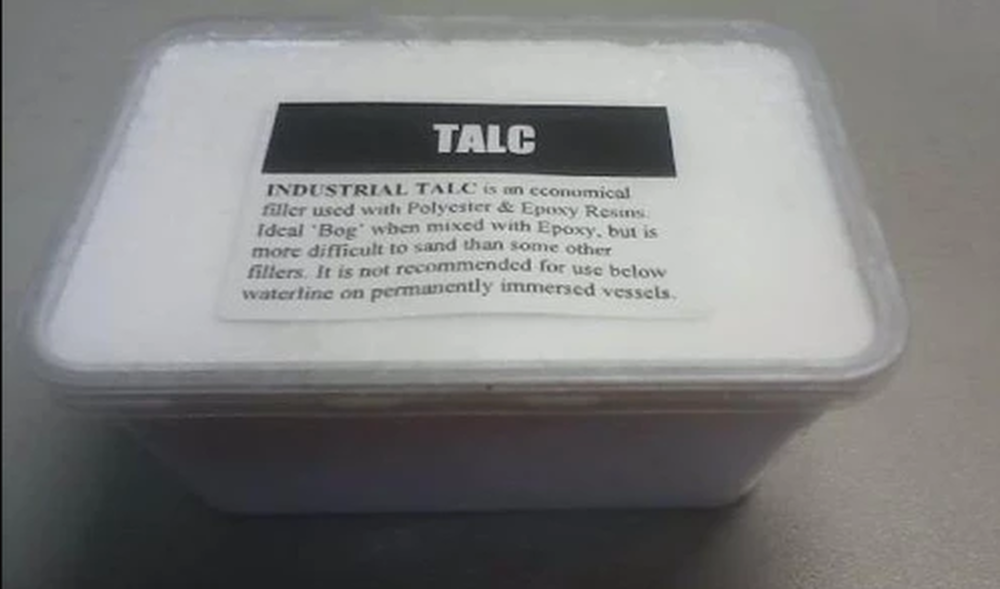 TALC
INDUSTRIAL TALC is an economical
filler used with Polyester & Epoxy Resins.
Ideal 'Bog' when mixed with Epoxy, but is
more difficult to sand than some other
fillers. It is not recommended for use below
waterline on permanently immersed vessels.